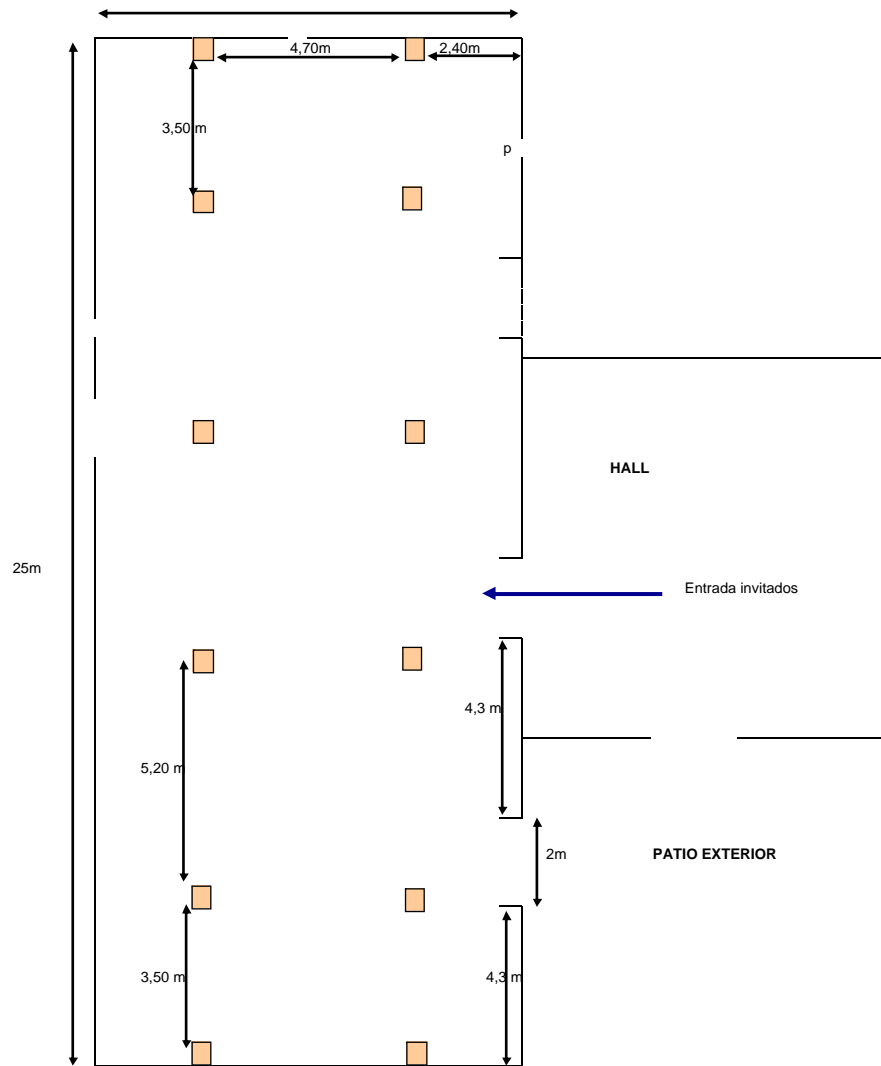 4,70m
2,40m
3,50 m
p
HALL
25m
Entrada invitados
4,3 m
5,20 m
2m
PATIO EXTERIOR
3,50 m
4,3 m